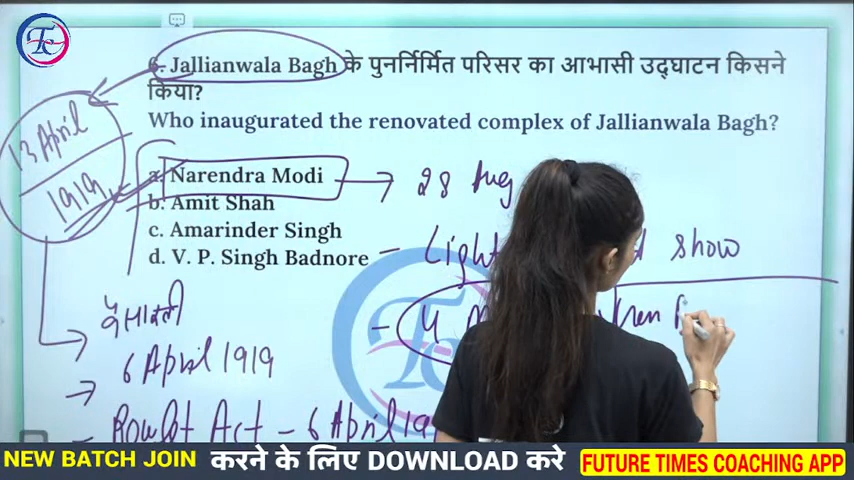 6. Jallianwala Bagh के पुनर्निर्मित परिसर का आभासी उद्घाटन किसने
किया?
Who inaugurated the renovated complex of Jallianwala Bagh?
13 April
1919
a. Narendra Modi
28 Aug
b. Amit Shah
c. Amarinder Singh
d. V. P. Singh Badnore
- Light show
वैसाखी
- 4
6 April 1919
- Rowlat Act - 6 April 19
NEW BATCH JOIN करने के लिए DOWNLOAD करे FUTURE TIMES COACHING APP